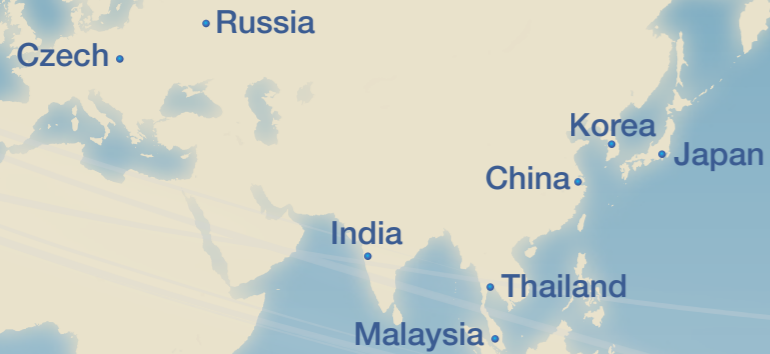 Russia
Czech
Korea
Japan
China
India
Thailand
Malaysia